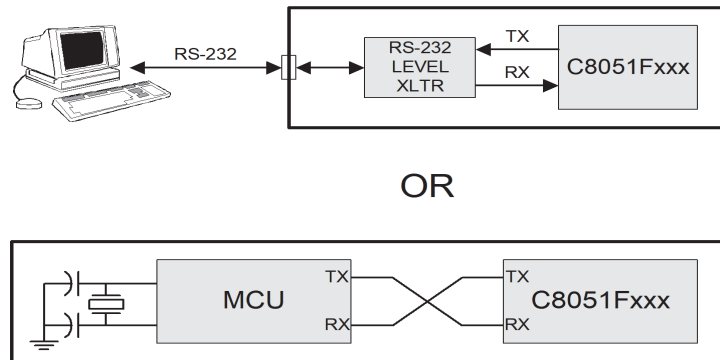 RS-232
RS-232
LEVEL
XLTR
TX
RX
C8051Fxxx
OR
MCU
TX
RX
TX
RX
C8051Fxxx